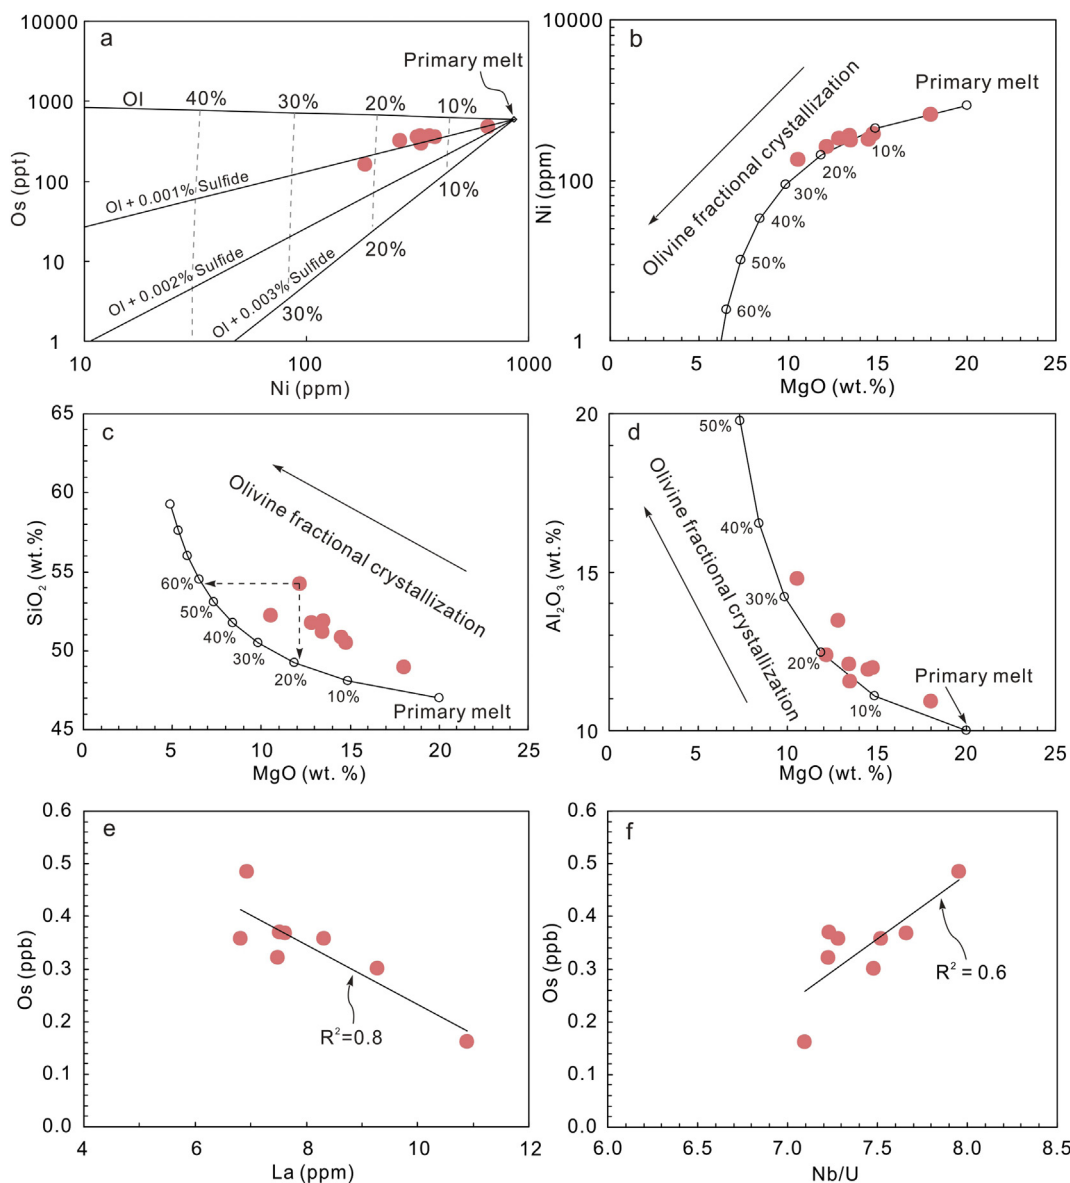 a
Primary melt
Ol
40%
30%
20%
10%
Ol + 0.001% Sulfide
Ol + 0.002% Sulfide
Ol + 0.003% Sulfide
10%
20%
30%
10000
1000
100
10
1
Os (ppt)
10
100
1000
Ni (ppm)
b
Primary melt
Olivine fractional crystallization
10%
20%
30%
40%
50%
60%
10000
100
1
Ni (ppm)
0
5
10
15
20
25
MgO (wt.%)
c
Olivine fractional crystallization
60%
50%
40%
30%
20%
10%
Primary melt
65
60
55
50
45
SiO₂ (wt.%)
0
5
10
15
20
25
MgO (wt. %)
d
Olivine fractional crystallization
50%
40%
30%
20%
10%
Primary melt
20
15
10
Al₂O₃ (wt.%)
0
5
10
15
20
25
MgO (wt.%)
e
R²=0.8
0.6
0.5
0.4
0.3
0.2
0.1
0.0
Os (ppb)
4
6
8
10
12
La (ppm)
f
R² = 0.6
0.6
0.5
0.4
0.3
0.2
0.1
0.0
Os (ppb)
6.0
6.5
7.0
7.5
8.0
8.5
Nb/U